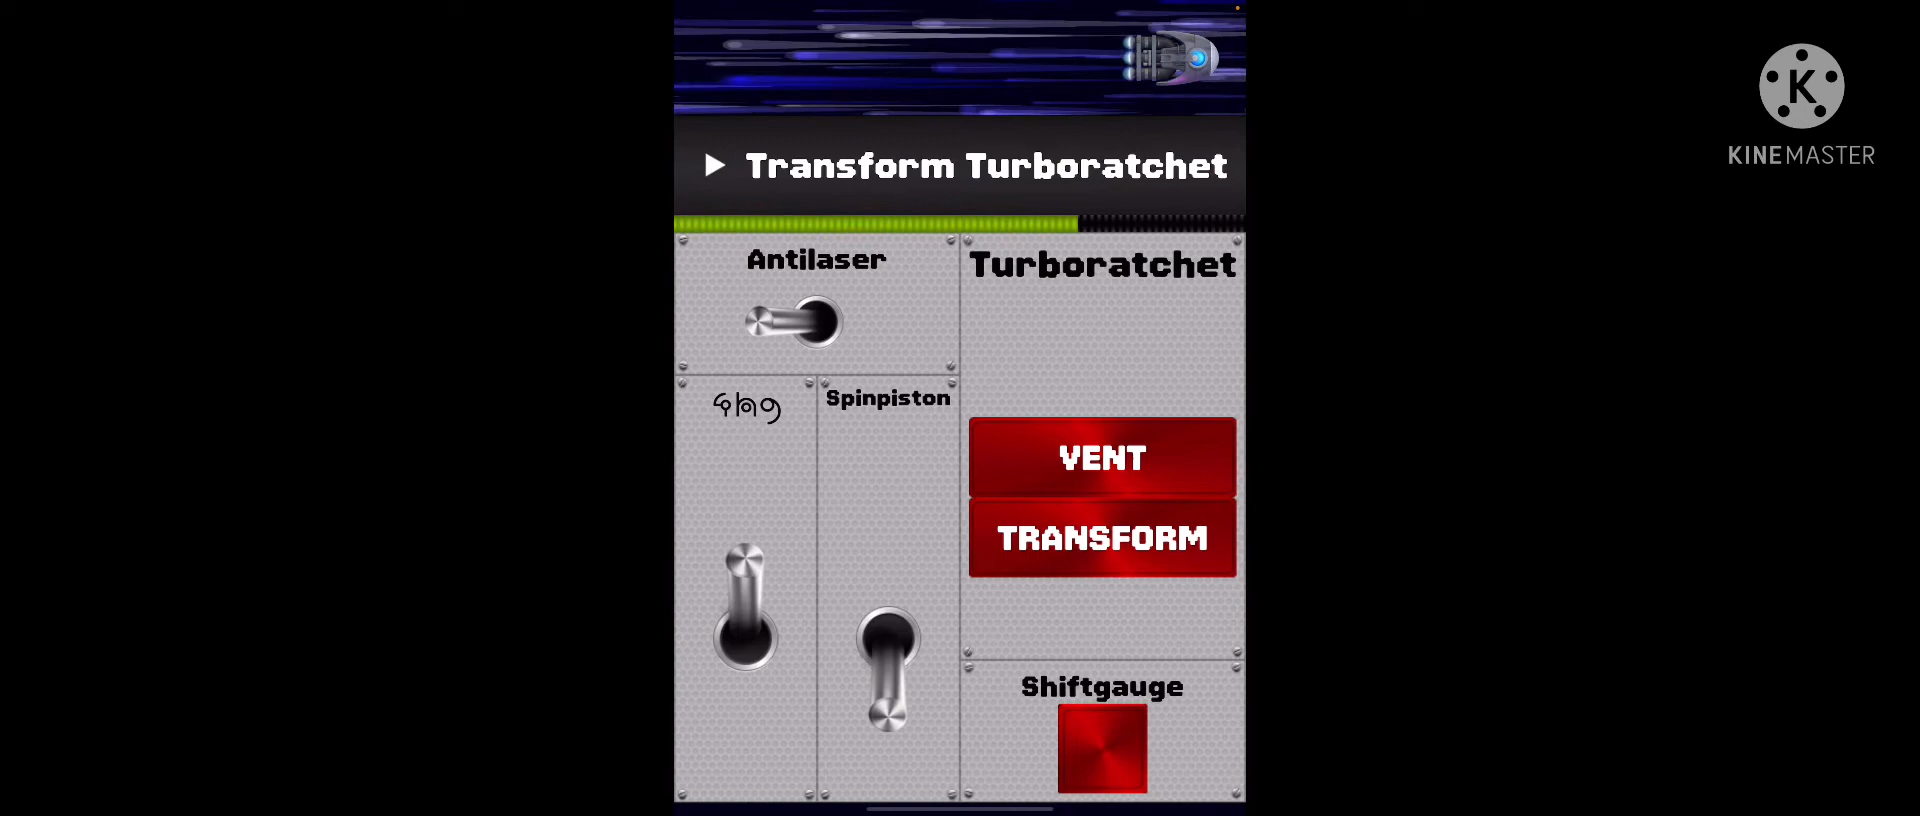 Transform Turboratchet
Antilaser
Turboratchet
Spinpiston
VENT
TRANSFORM
Shiftgauge
K
KINEMASTER